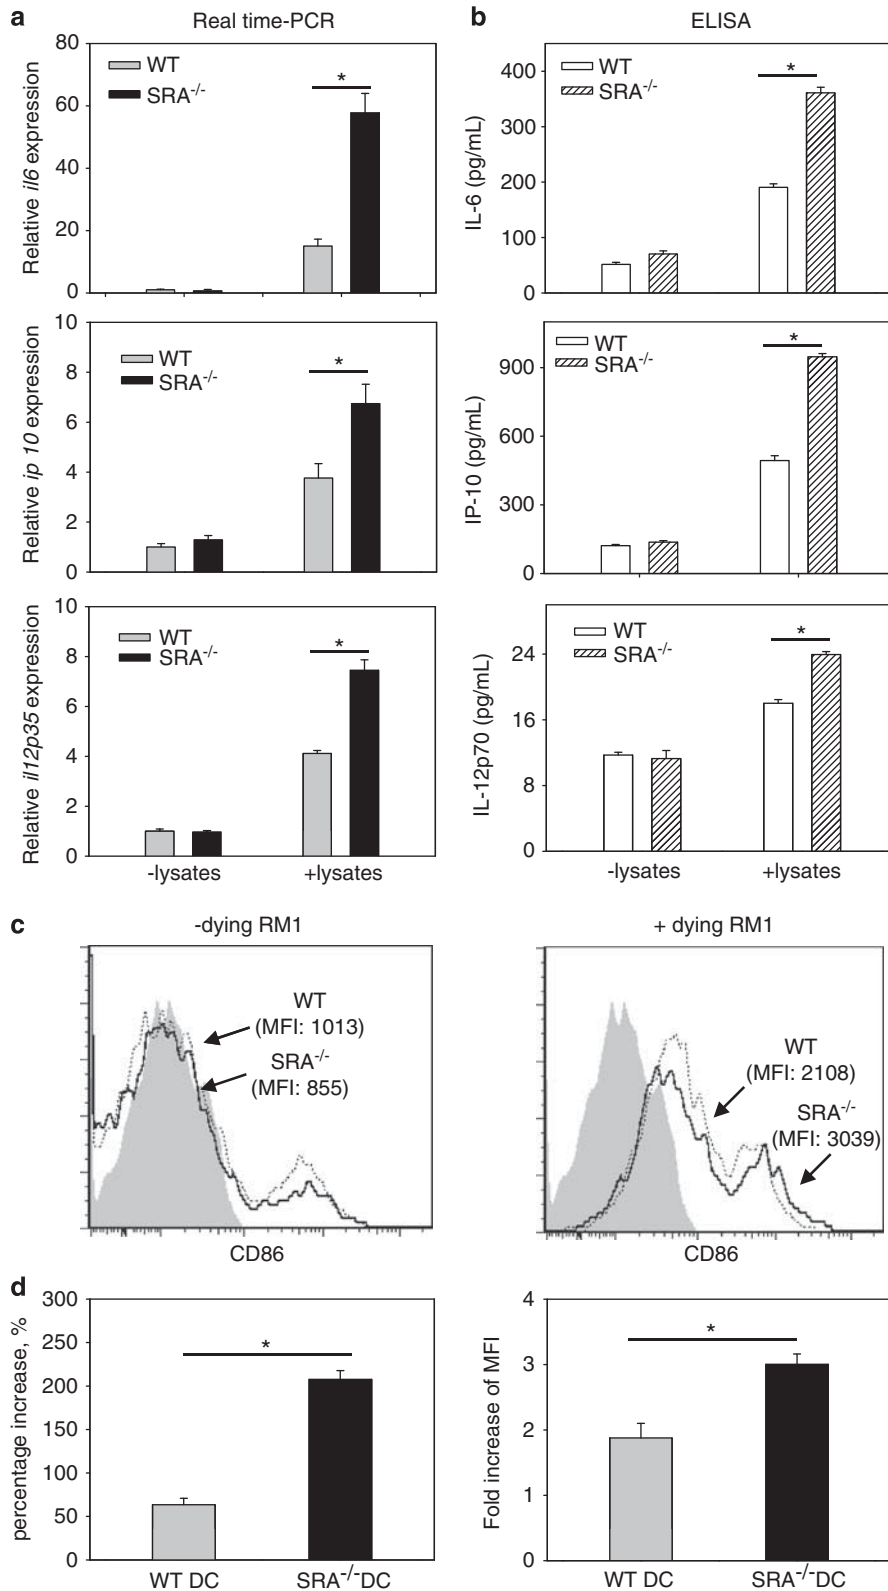 a
Real time-PCR
80
60
40
20
0
Relative il6 expression
WT
SRA-/-
*
b
ELISA
400
300
200
100
0
IL-6 (pg/mL)
WT
SRA-/-
*
10
8
6
4
2
0
Relative ip 10 expression
WT
SRA-/-
*
900
600
300
0
IP-10 (pg/mL)
WT
SRA-/-
*
10
8
6
4
2
0
Relative il12p35 expression
WT
SRA-/-
*
-lysates
+lysates
24
16
8
0
IL-12p70 (pg/mL)
WT
SRA-/-
*
-lysates
+lysates
c
-dying RM1
WT
(MFI: 1013)
SRA-/-
(MFI: 855)
CD86
+ dying RM1
WT
(MFI: 2108)
SRA-/-
(MFI: 3039)
CD86
d
300
250
200
150
100
50
0
percentage increase, %
*
WT DC
SRA-/-DC
4
3
2
1
0
Fold increase of MFI
*
WT DC
SRA-/-DC